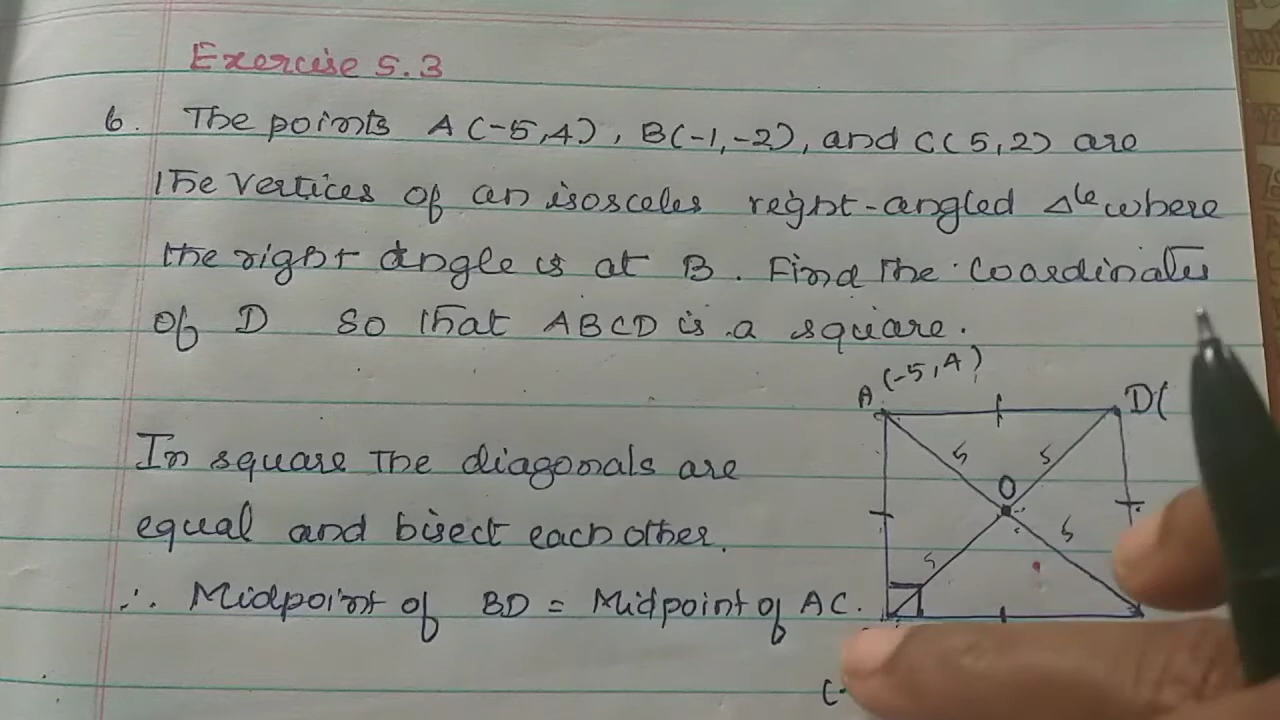 Exercise 5.3
6. The points A(-5,4), B(-1,-2), and C(5,2) are
the vertices of an isosceles reght-angled Δle where
the right angle is at B. Find the coordinates
of D so that ABCD is a square.
A (-5,4)
D(
In square the diagonals are
equal and bisect each other.
∴ Midpoint of BD = Midpoint of AC.
O
5 5
5 5
(-